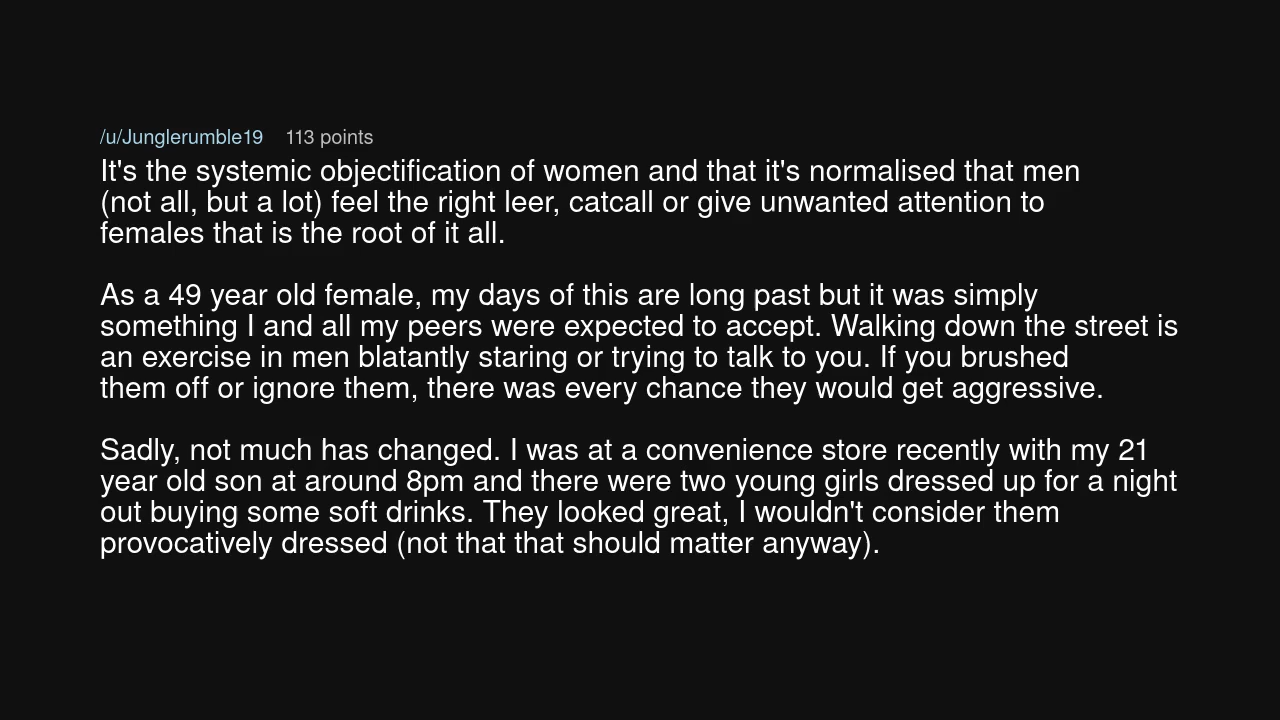 /u/Junglerumble19 113 points
It's the systemic objectification of women and that it's normalised that men
(not all, but a lot) feel the right leer, catcall or give unwanted attention to
females that is the root of it all.
As a 49 year old female, my days of this are long past but it was simply
something I and all my peers were expected to accept. Walking down the street is
an exercise in men blatantly staring or trying to talk to you. If you brushed
them off or ignore them, there was every chance they would get aggressive.
Sadly, not much has changed. I was at a convenience store recently with my 21
year old son at around 8pm and there were two young girls dressed up for a night
out buying some soft drinks. They looked great, I wouldn't consider them
provocatively dressed (not that that should matter anyway).